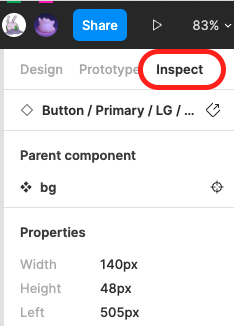 Share 83%
Design Prototype Inspect
Button / Primary / LG / ...
Parent component
bg
Properties
Width 140px
Height 48px
Left 505px